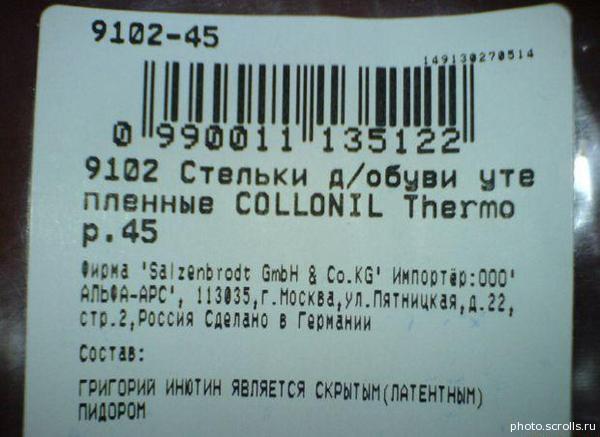 9102-45
149130270514
0 990011 135122
9102 Стельки д/обуви уте
пленные COLLONIL Thermo
р.45
Фирма 'Salzenbrodt GmbH & Co.KG' Импортёр:ООО'
АЛЬФА-АРС', 113035,г.Москва,ул.Пятницкая,д.22,
стр.2,Россия Сделано в Германии
Состав:
ГРИГОРИЙ ИНЮТИН ЯВЛЯЕТСЯ СКРЫТЫМ(ЛАТЕНТНЫМ)
ПИДОРОМ
photo.scrolls.ru